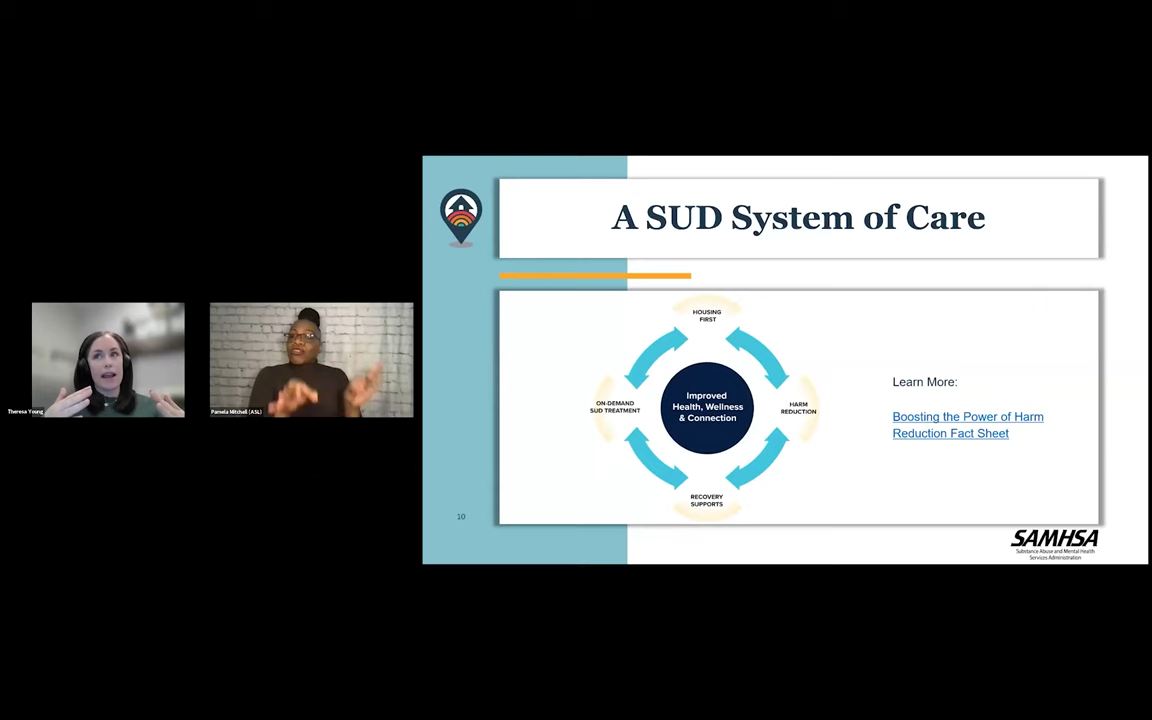 A SUD System of Care
HOUSING
FIRST
ON-DEMAND
SUD TREATMENT
Improved
Health, Wellness
& Connection
HARM
REDUCTION
RECOVERY
SUPPORTS
Learn More:
Boosting the Power of Harm
Reduction Fact Sheet
Theresa Young
Pamela Mitchell (ASL)
10
SAMHSA
Substance Abuse and Mental Health
Services Administration